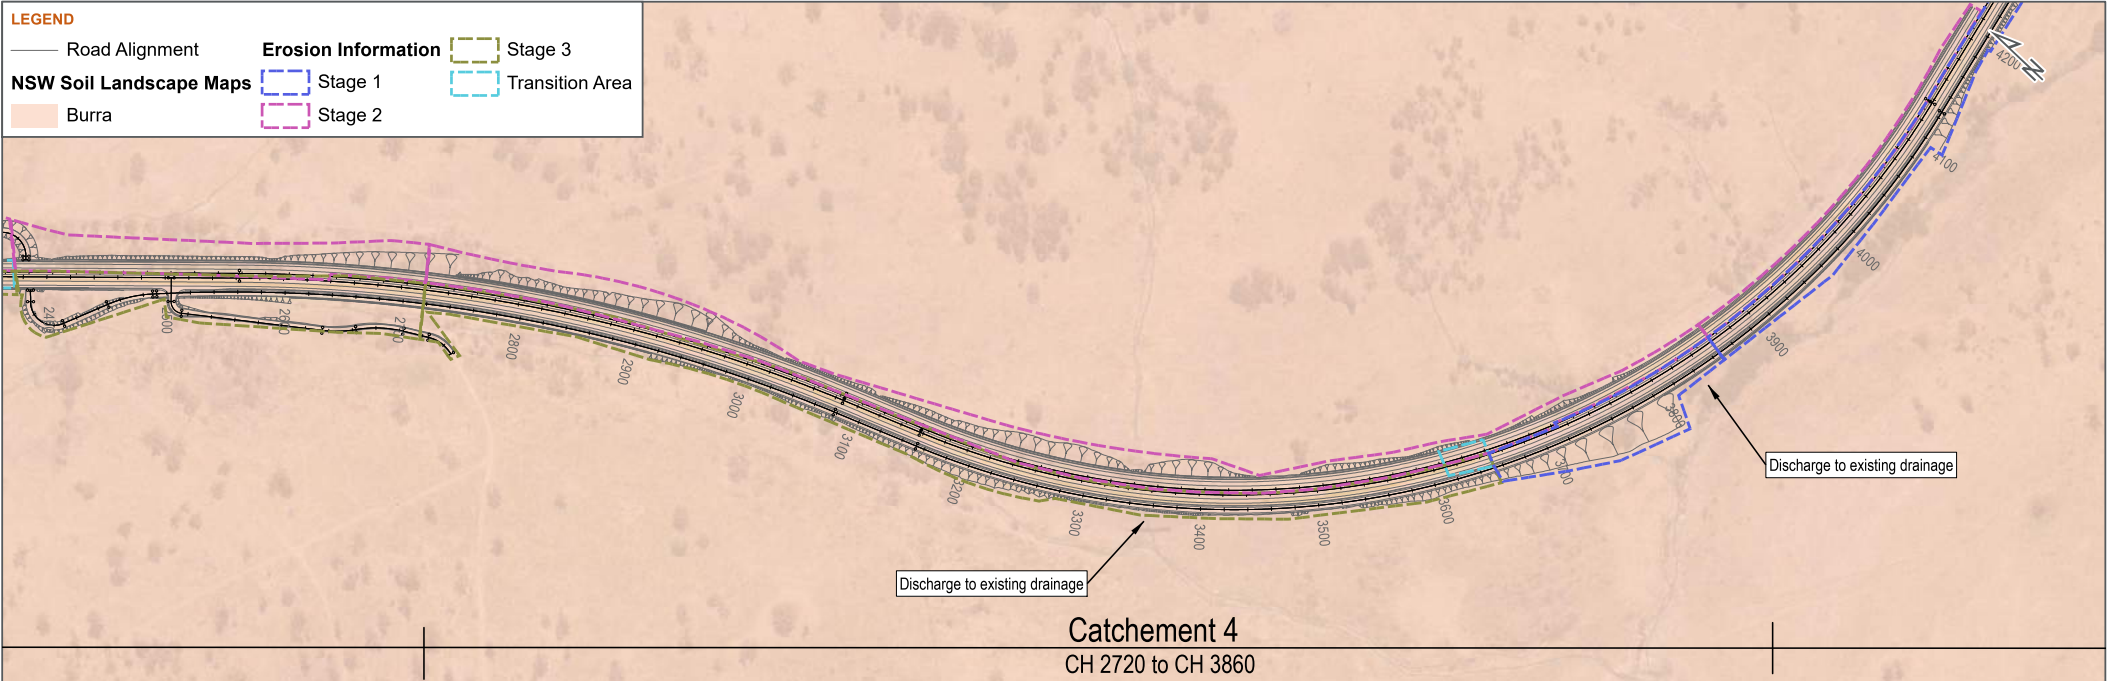 LEGEND
Road Alignment
NSW Soil Landscape Maps
Burra
Erosion Information
Stage 1
Stage 2
Stage 3
Transition Area
N
2800
2900
3000
3100
3200
3300
3400
3500
3600
3800
3900
4000
4100
4200
Discharge to existing drainage
Discharge to existing drainage
Catchement 4
CH 2720 to CH 3860